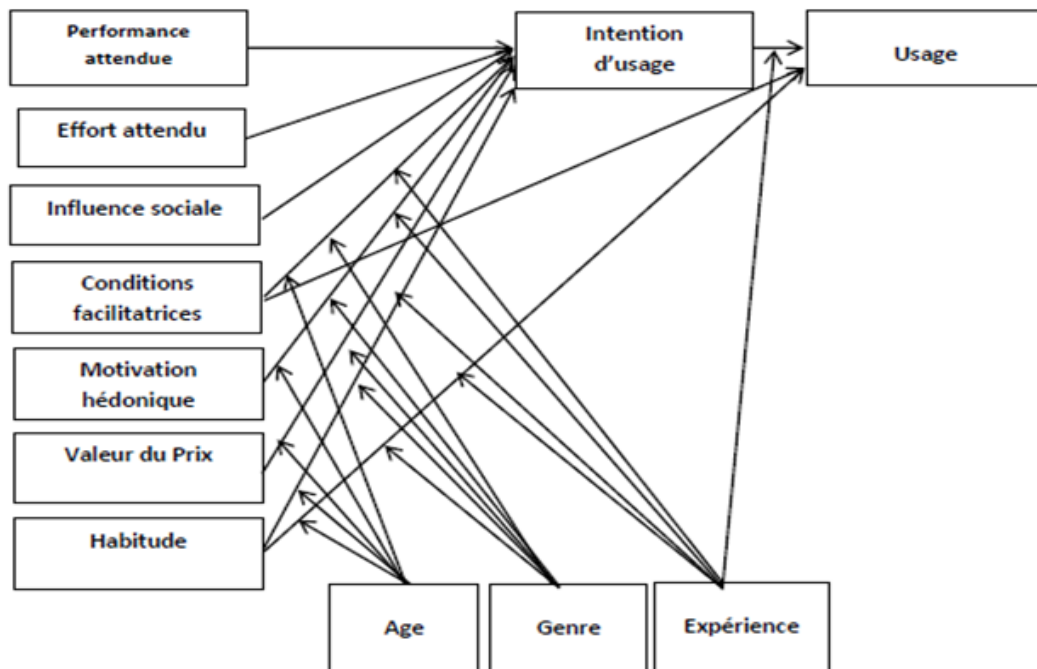 Performance
attendue
Intention
d’usage
Usage
Effort attendu
Influence sociale
Conditions
facilitatrices
Motivation
hédonique
Valeur du Prix
Habitude
Age
Genre
Expérience